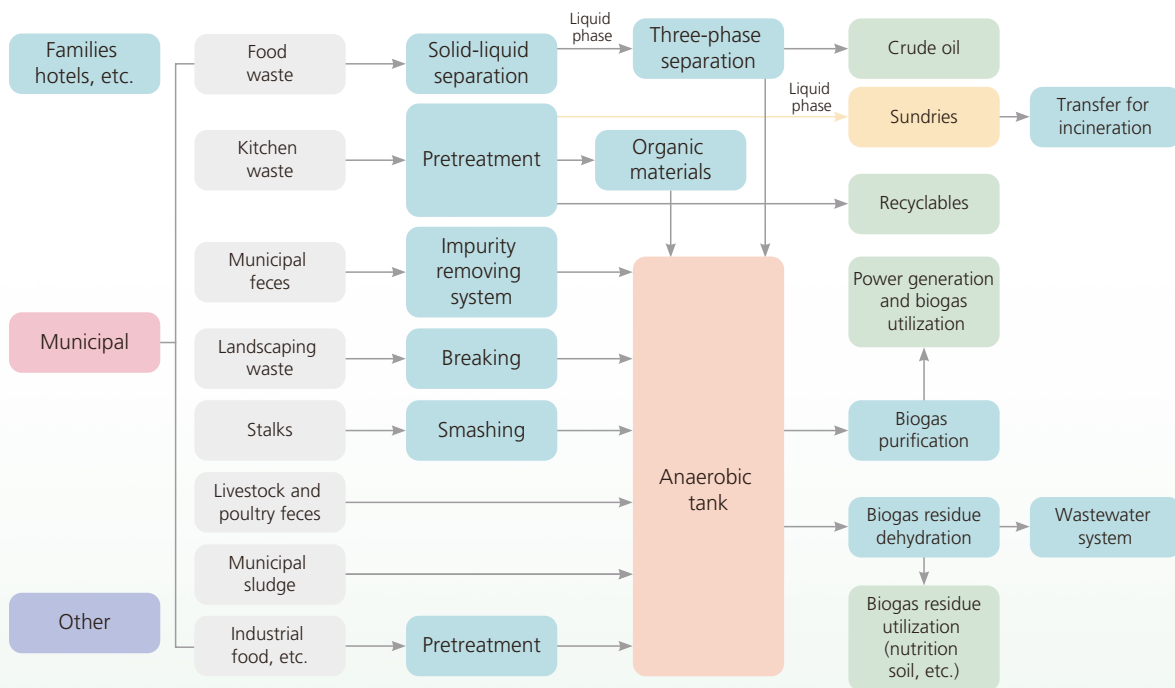 Families
hotels, etc.
Municipal
Other
Food
waste
Kitchen
waste
Municipal
feces
Landscaping
waste
Stalks
Livestock and
poultry feces
Municipal
sludge
Industrial
food, etc.
Solid-liquid
separation
Pretreatment
Impurity
removing
system
Breaking
Smashing
Pretreatment
Liquid
phase
Three-phase
separation
Organic
materials
Anaerobic
tank
Crude oil
Liquid
phase
Sundries
Transfer for
incineration
Recyclables
Power generation
and biogas
utilization
Biogas
purification
Biogas residue
dehydration
Wastewater
system
Biogas residue
utilization
(nutrition
soil, etc.)